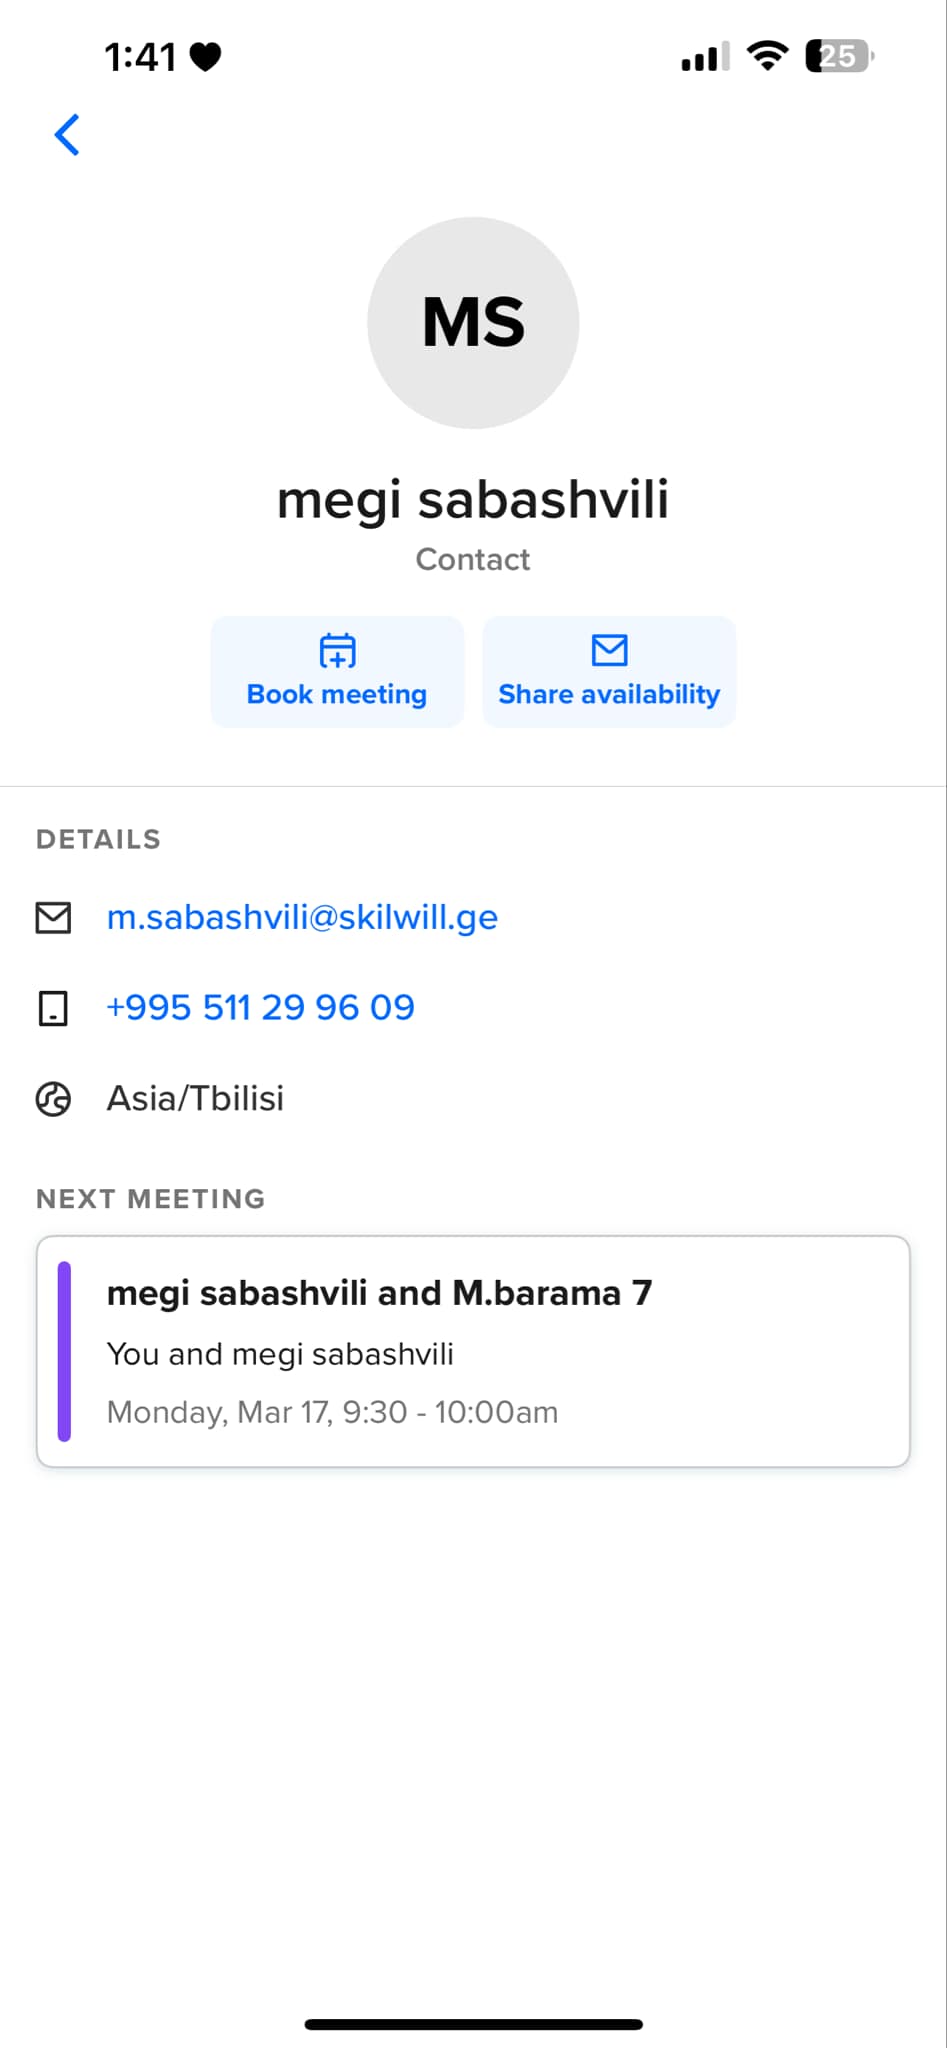 1:41
25
MS
megi sabashvili
Contact
Book meeting
Share availability
DETAILS
m.sabashvili@skilwill.ge
+995 511 29 96 09
Asia/Tbilisi
NEXT MEETING
megi sabashvili and M.barama 7
You and megi sabashvili
Monday, Mar 17, 9:30 - 10:00am